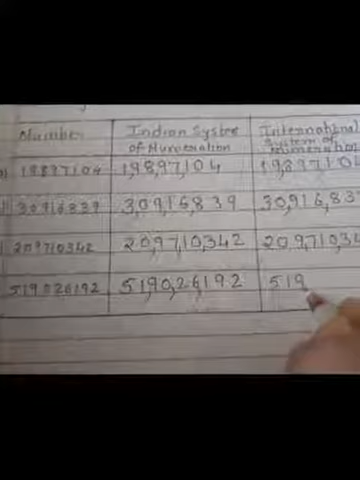 Number Indian System of Numeration International System of Numeration
19897104 1,98,97,104 19,897,104
30916839 3,09,16,839 30,916,83
209710342 20,97,10,342 209,710,34
519026192 51,90,26,192 519